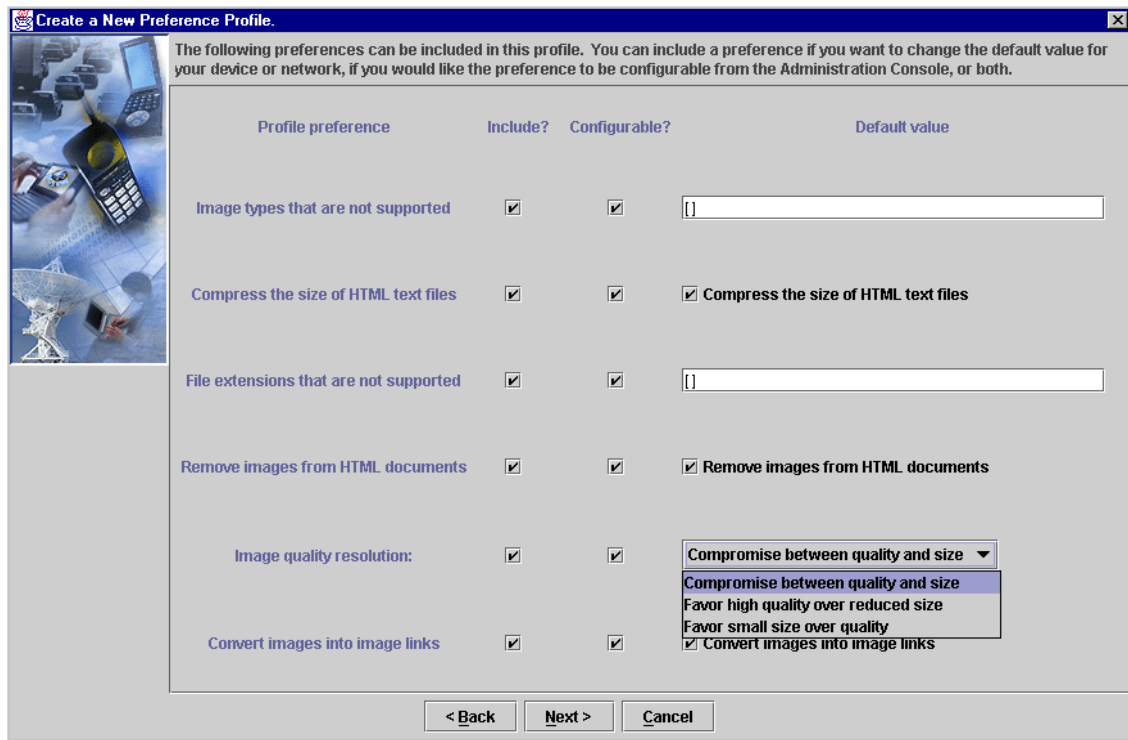 Create a New Preference Profile.
The following preferences can be included in this profile. You can include a preference if you want to change the default value for
your device or network, if you would like the preference to be configurable from the Administration Console, or both.
Profile preference Include? Configurable? Default value
Image types that are not supported [ ]
Compress the size of HTML text files Compress the size of HTML text files
File extensions that are not supported [ ]
Remove images from HTML documents Remove images from HTML documents
Image quality resolution: Compromise between quality and size
Compromise between quality and size
Favor high quality over reduced size
Favor small size over quality
Convert images into image links Convert images into image links
< Back Next > Cancel